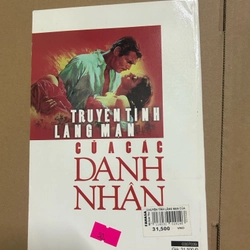 TRUYỆN TÌNH
LÃNG MẠN
CỦA CÁC
DANH
NHÂN
31,500